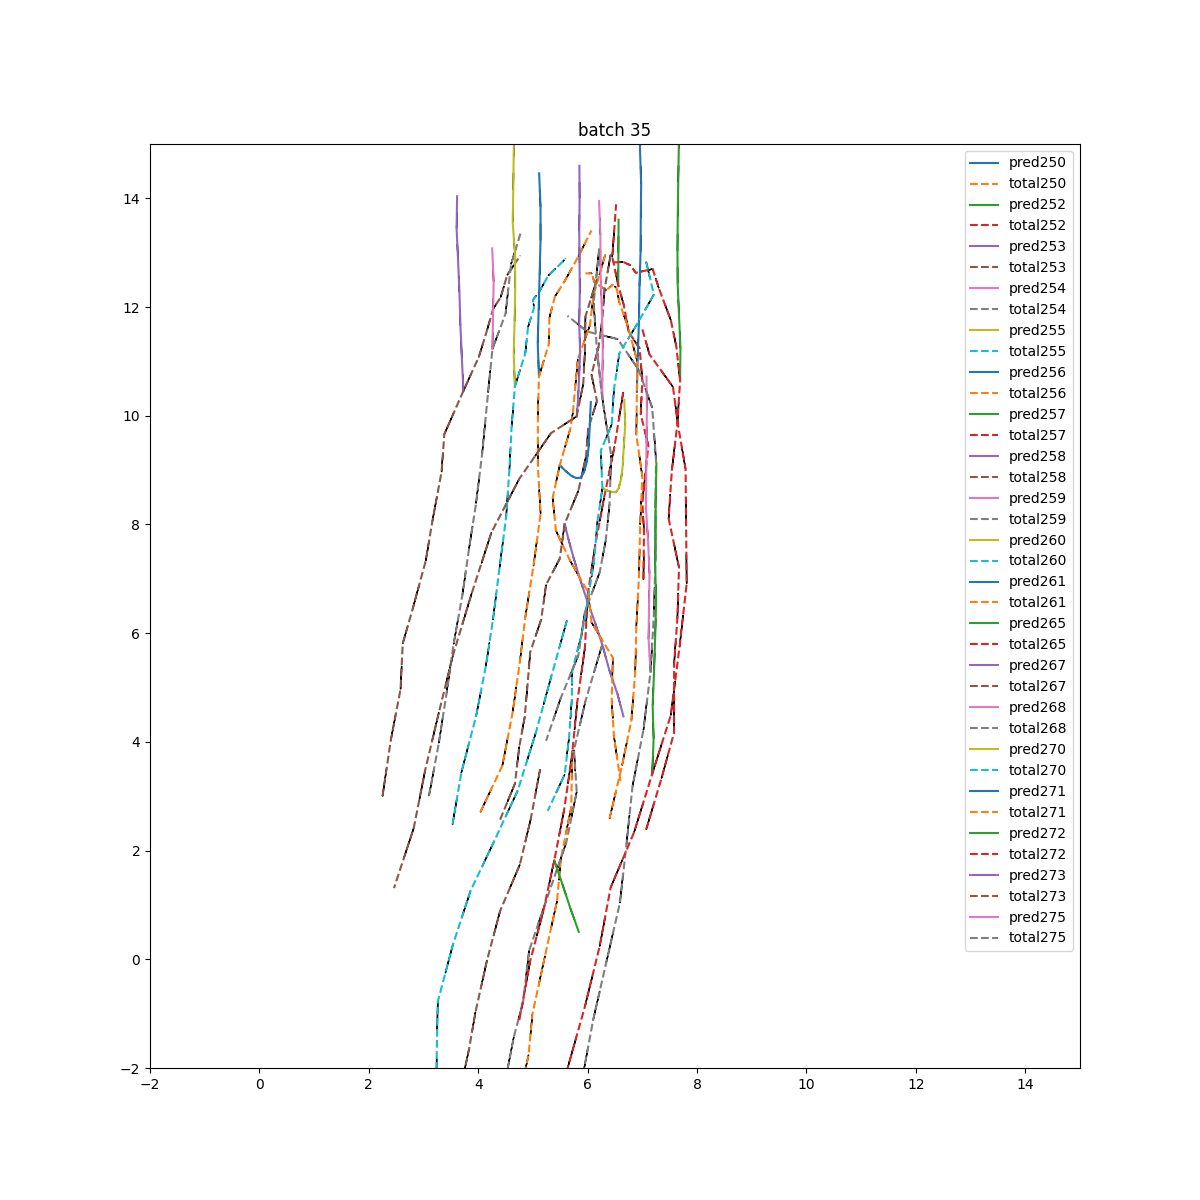 batch 35
14
12
10
8
6
4
2
0
−2
−2
0
2
4
6
8
10
12
14
pred250
total250
pred252
total252
pred253
total253
pred254
total254
pred255
total255
pred256
total256
pred257
total257
pred258
total258
pred259
total259
pred260
total260
pred261
total261
pred265
total265
pred267
total267
pred268
total268
pred270
total270
pred271
total271
pred272
total272
pred273
total273
pred275
total275